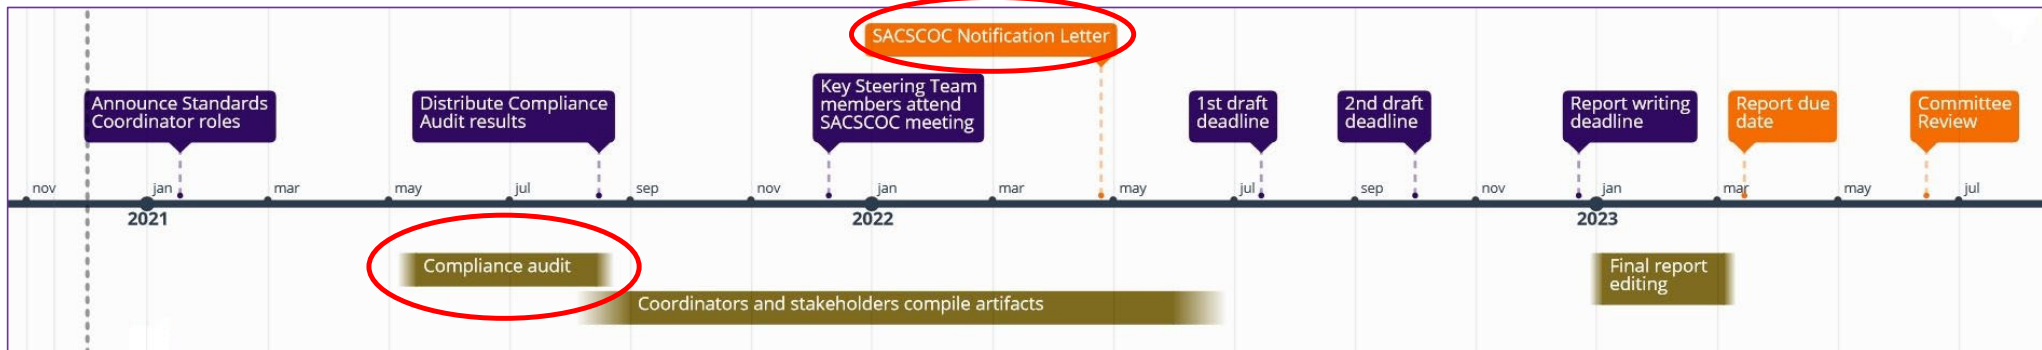 SACSCOC Notification Letter
Announce Standards
Coordinator roles
Distribute Compliance
Audit results
Key Steering Team
members attend
SACSCOC meeting
1st draft
deadline
2nd draft
deadline
Report writing
deadline
Report due
date
Committee
Review
nov
jan
mar
may
jul
sep
nov
jan
mar
may
jul
sep
nov
jan
mar
may
jul
2021
2022
2023
Compliance audit
Final report
editing
Coordinators and stakeholders compile artifacts